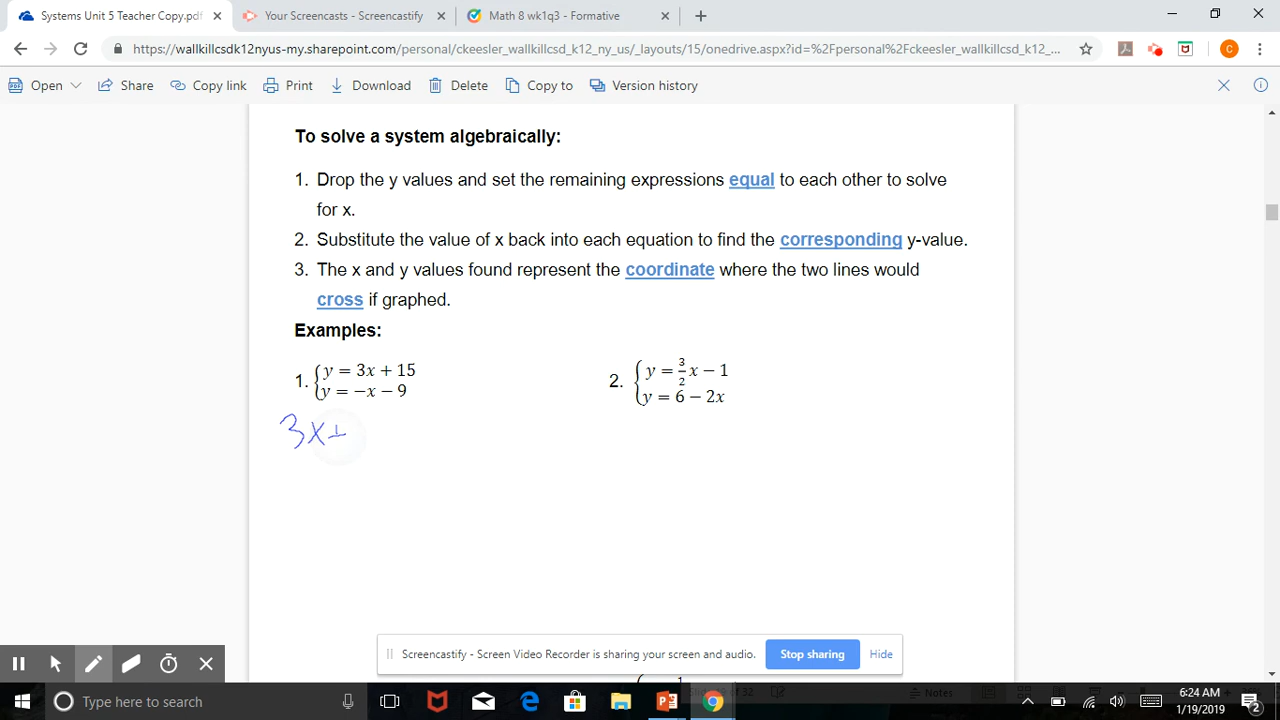 Systems Unit 5 Teacher Copy.pdf
Your Screencasts - Screencastify
Math 8 wk1q3 - Formative
https://wallkillcsdk12nyus-my.sharepoint.com/personal/ckeesler_wallkillcsd_k12_ny_us/_layouts/15/onedrive.aspx?id=%2Fpersonal%2Fckeesler_wallkillcsd_k12_ny_...
C
Open Share Copy link Print Download Delete Copy to Version history
To solve a system algebraically:
1. Drop the y values and set the remaining expressions equal to each other to solve
for x.
2. Substitute the value of x back into each equation to find the corresponding y-value.
3. The x and y values found represent the coordinate where the two lines would
cross if graphed.
Examples:
1. {y = 3x + 15
y = −x − 9
2. {y = 3/2 x − 1
y = 6 − 2x
3x+
Screencastify - Screen Video Recorder is sharing your screen and audio. Stop sharing Hide
Notes
Type here to search
6:24 AM
1/19/2019
2